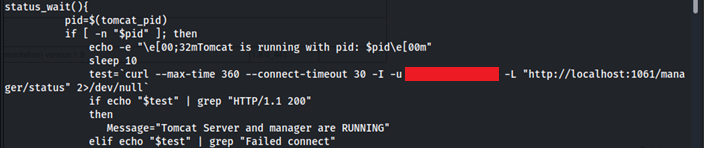 status_wait(){
pid=$(tomcat_pid)
if [ -n "$pid" ]; then
echo -e "\e[00;32mTomcat is running with pid: $pid\e[00m"
sleep 10
test=`curl --max-time 360 --connect-timeout 30 -I -u -L "http://localhost:1061/mana
ger/status" 2>/dev/null`
if echo "$test" | grep "HTTP/1.1 200"
then
Message="Tomcat Server and manager are RUNNING"
elif echo "$test" | grep "Failed connect"